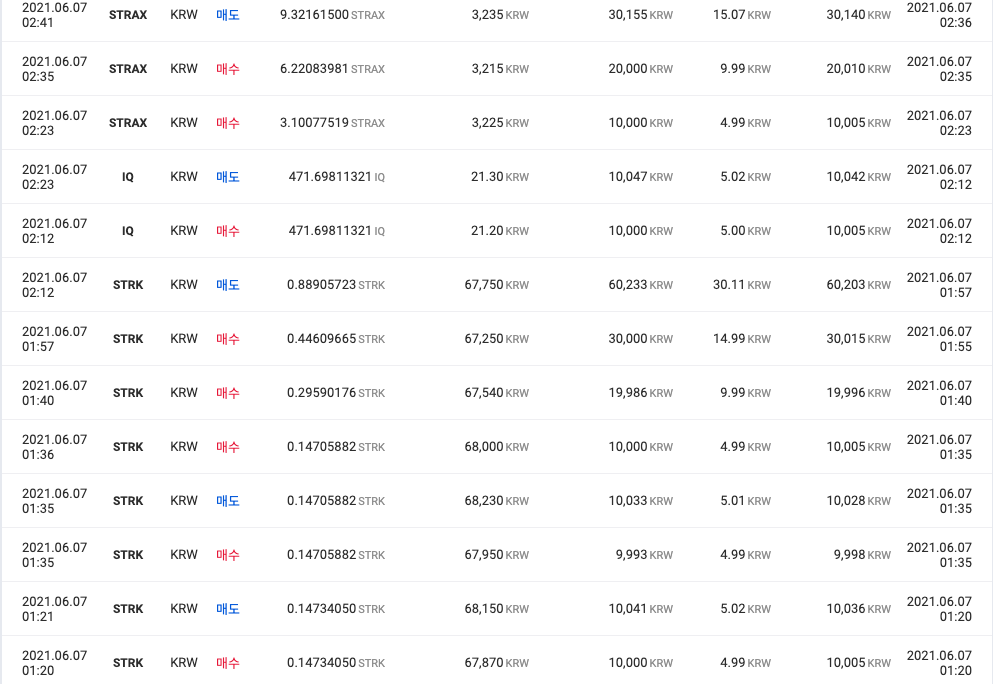 2021.06.07 02:41 STRAX KRW 매도 9.32161500 STRAX 3,235 KRW 30,155 KRW 15.07 KRW 30,140 KRW 2021.06.07 02:36
2021.06.07 02:35 STRAX KRW 매수 6.22083981 STRAX 3,215 KRW 20,000 KRW 9.99 KRW 20,010 KRW 2021.06.07 02:35
2021.06.07 02:23 STRAX KRW 매수 3.10077519 STRAX 3,225 KRW 10,000 KRW 4.99 KRW 10,005 KRW 2021.06.07 02:23
2021.06.07 02:23 IQ KRW 매도 471.69811321 IQ 21.30 KRW 10,047 KRW 5.02 KRW 10,042 KRW 2021.06.07 02:12
2021.06.07 02:12 IQ KRW 매수 471.69811321 IQ 21.20 KRW 10,000 KRW 5.00 KRW 10,005 KRW 2021.06.07 02:12
2021.06.07 02:12 STRK KRW 매도 0.88905723 STRK 67,750 KRW 60,233 KRW 30.11 KRW 60,203 KRW 2021.06.07 01:57
2021.06.07 01:57 STRK KRW 매수 0.44609665 STRK 67,250 KRW 30,000 KRW 14.99 KRW 30,015 KRW 2021.06.07 01:55
2021.06.07 01:40 STRK KRW 매수 0.29590176 STRK 67,540 KRW 19,986 KRW 9.99 KRW 19,996 KRW 2021.06.07 01:40
2021.06.07 01:36 STRK KRW 매수 0.14705882 STRK 68,000 KRW 10,000 KRW 4.99 KRW 10,005 KRW 2021.06.07 01:35
2021.06.07 01:35 STRK KRW 매도 0.14705882 STRK 68,230 KRW 10,033 KRW 5.01 KRW 10,028 KRW 2021.06.07 01:35
2021.06.07 01:35 STRK KRW 매수 0.14705882 STRK 67,950 KRW 9,993 KRW 4.99 KRW 9,998 KRW 2021.06.07 01:35
2021.06.07 01:21 STRK KRW 매도 0.14734050 STRK 68,150 KRW 10,041 KRW 5.02 KRW 10,036 KRW 2021.06.07 01:20
2021.06.07 01:20 STRK KRW 매수 0.14734050 STRK 67,870 KRW 10,000 KRW 4.99 KRW 10,005 KRW 2021.06.07 01:20